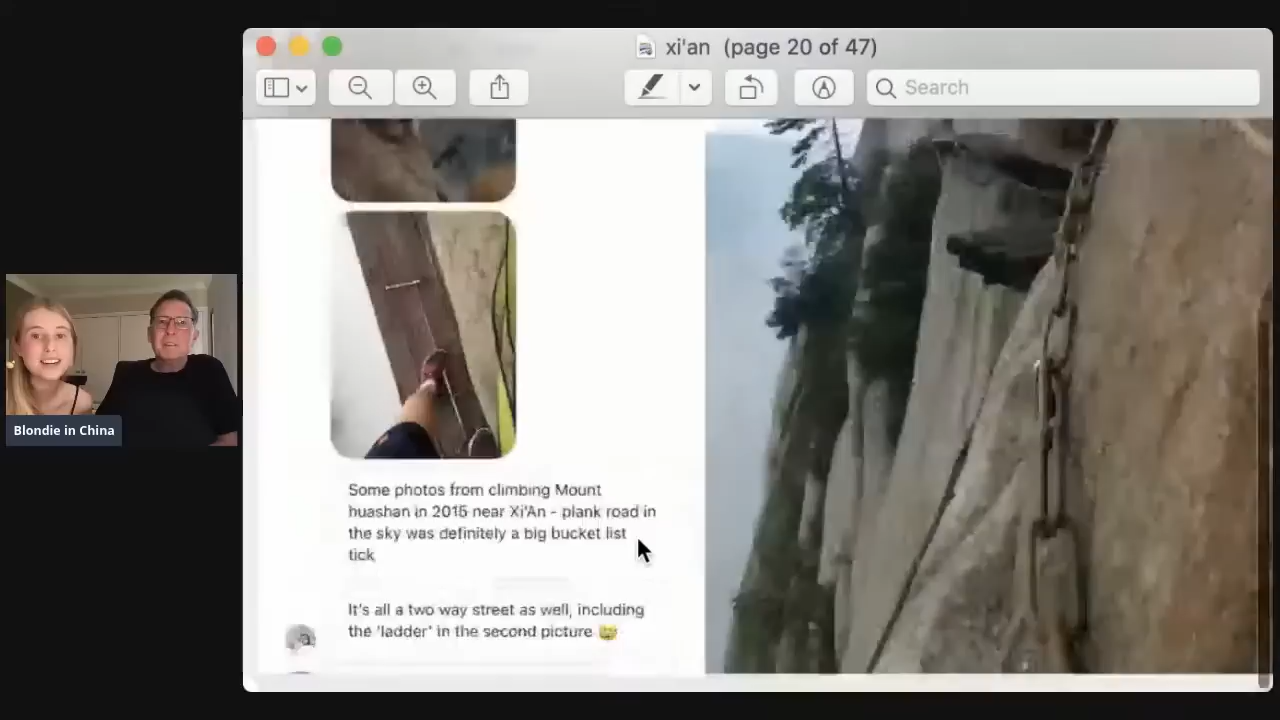 xi'an (page 20 of 47)
Search
Blondie in China
Some photos from climbing Mount
huashan in 2015 near Xi'An - plank road in
the sky was definitely a big bucket list
tick
It's all a two way street as well, including
the 'ladder' in the second picture 😅